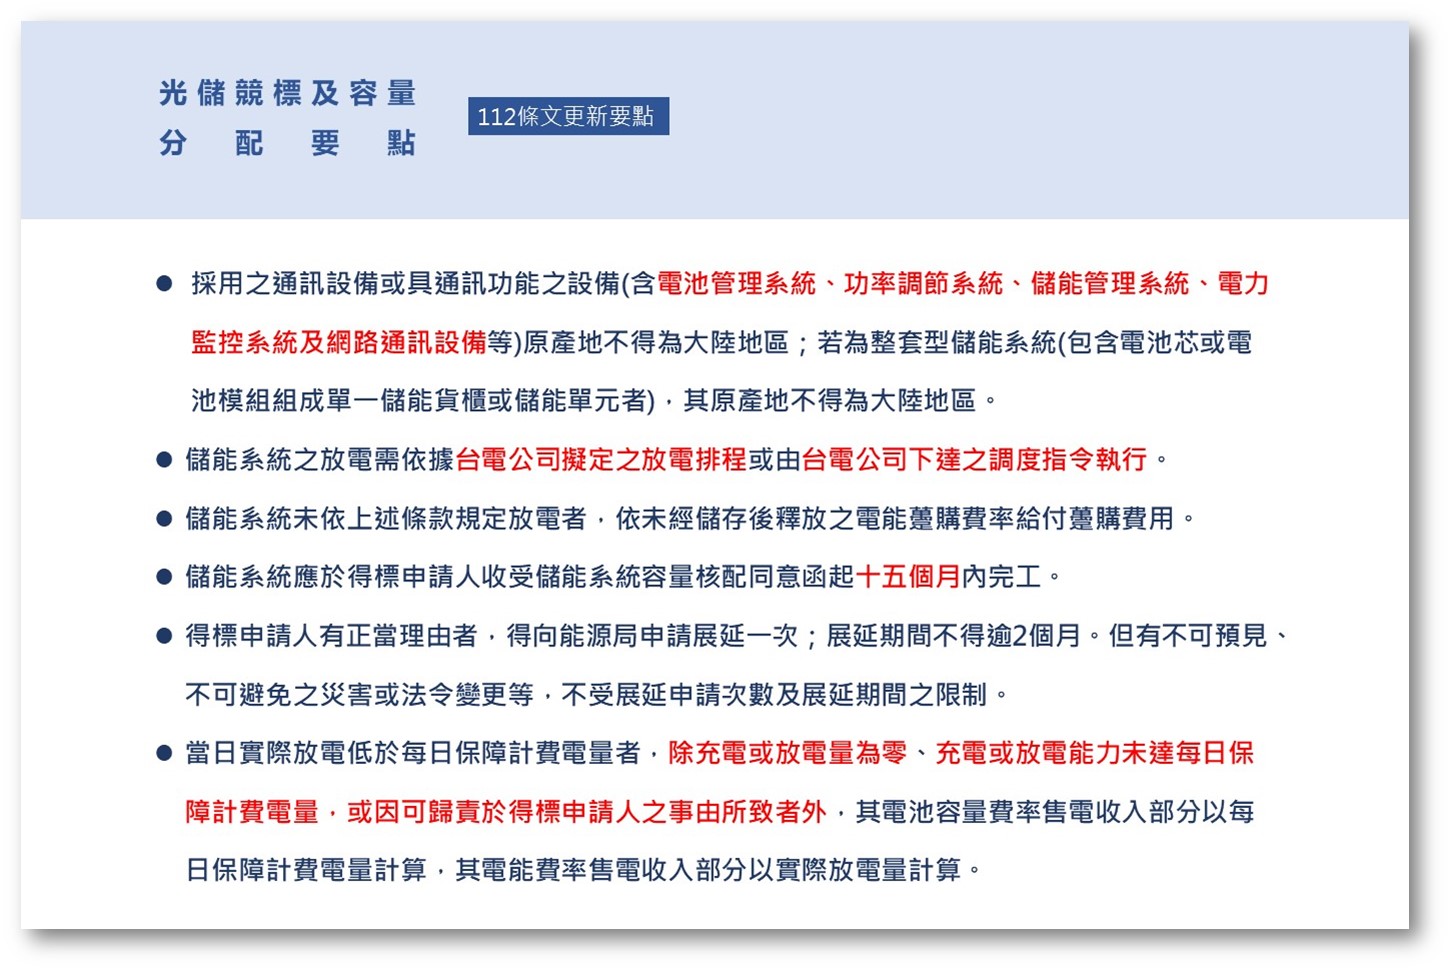 光儲競標及容量
分配要點
112條文更新要點
● 採用之通訊設備或具通訊功能之設備(含電池管理系統、功率調節系統、儲能管理系統、電力
監控系統及網路通訊設備等)原產地不得為大陸地區；若為整套型儲能系統(包含電池芯或電
池模組組成單一儲能貨櫃或儲能單元者)，其原產地不得為大陸地區。
● 儲能系統之放電需依據台電公司擬定之放電排程或由台電公司下達之調度指令執行。
● 儲能系統未依上述條款規定放電者，依未經儲存後釋放之電能躉購費率給付躉購費用。
● 儲能系統應於得標申請人收受儲能系統容量核配同意函起十五個月內完工。
● 得標申請人有正當理由者，得向能源局申請展延一次；展延期間不得逾2個月。但有不可預見、
不可避免之災害或法令變更等，不受展延申請次數及展延期間之限制。
● 當日實際放電低於每日保障計費電量者，除充電或放電量為零、充電或放電能力未達每日保
障計費電量，或因可歸責於得標申請人之事由所致者外，其電池容量費率售電收入部分以每
日保障計費電量計算，其電能費率售電收入部分以實際放電量計算。